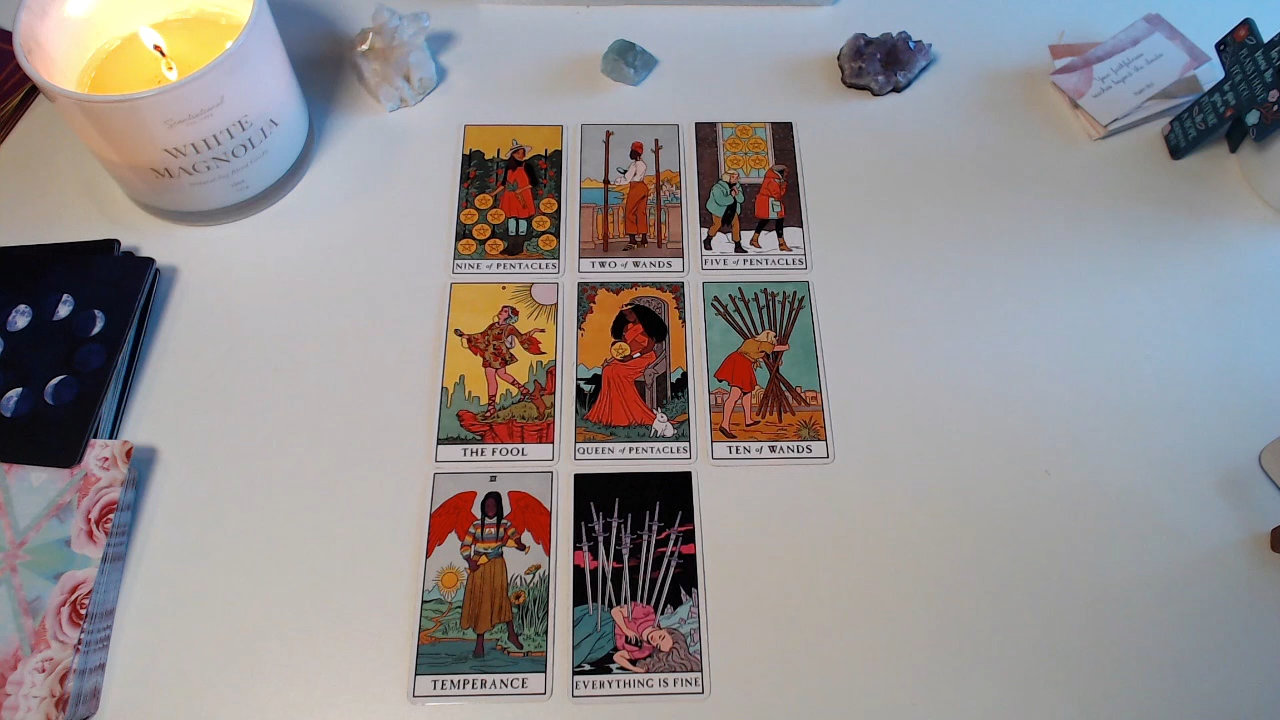 WHITE
MAGNOLIA
NINE of PENTACLES
TWO of WANDS
FIVE of PENTACLES
THE FOOL
QUEEN of PENTACLES
TEN of WANDS
TEMPERANCE
EVERYTHING IS FINE